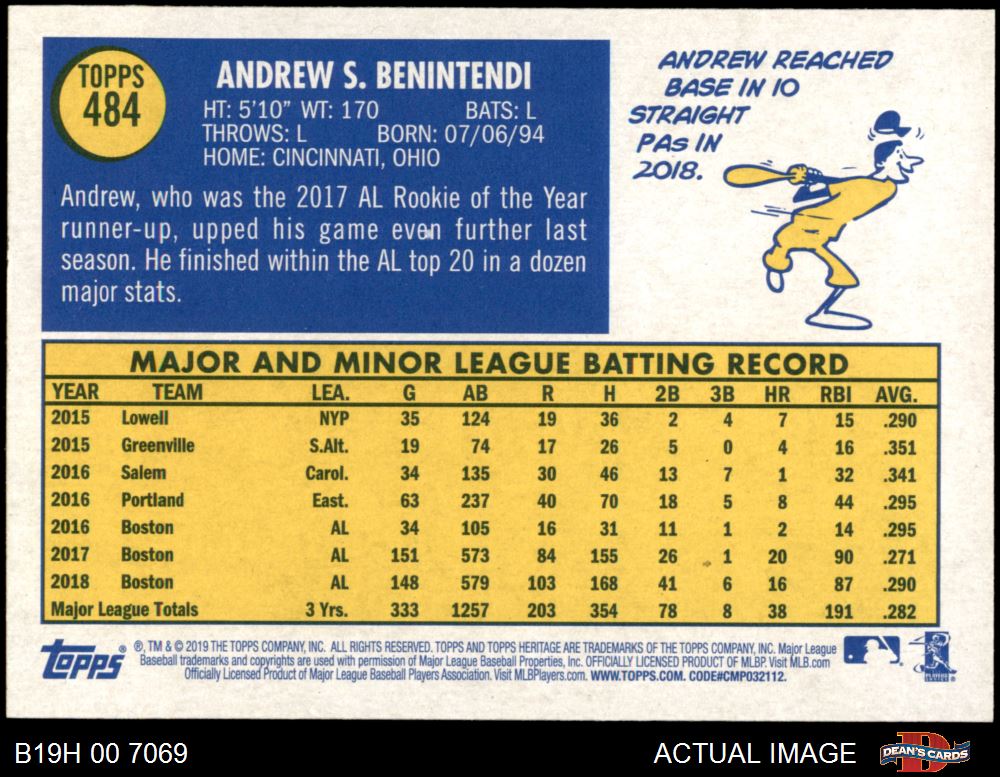 TOPPS
484
ANDREW S. BENINTENDI
HT: 5'10" WT: 170 BATS: L
THROWS: L BORN: 07/06/94
HOME: CINCINNATI, OHIO
Andrew, who was the 2017 AL Rookie of the Year
runner-up, upped his game even further last
season. He finished within the AL top 20 in a dozen
major stats.
ANDREW REACHED
BASE IN 10
STRAIGHT
PAS IN
2018.
MAJOR AND MINOR LEAGUE BATTING RECORD
YEAR TEAM LEA. G AB R H 2B 3B HR RBI AVG.
2015 Lowell NYP 35 124 19 36 2 4 7 15 .290
2015 Greenville S.Alt. 19 74 17 26 5 0 4 16 .351
2016 Salem Carol. 34 135 30 46 13 7 1 32 .341
2016 Portland East. 63 237 40 70 18 5 8 44 .295
2016 Boston AL 34 105 16 31 11 1 2 14 .295
2017 Boston AL 151 573 84 155 26 1 20 90 .271
2018 Boston AL 148 579 103 168 41 6 16 87 .290
Major League Totals 3 Yrs. 333 1257 203 354 78 8 38 191 .282
topps ®, TM & © 2019 THE TOPPS COMPANY, INC. ALL RIGHTS RESERVED. TOPPS AND TOPPS HERITAGE ARE TRADEMARKS OF THE TOPPS COMPANY, INC. Major League
Baseball trademarks and copyrights are used with permission of Major League Baseball Properties, Inc. OFFICIALLY LICENSED PRODUCT OF MLBP. Visit MLB.com
Officially Licensed Product of Major League Baseball Players Association. Visit MLBPlayers.com. WWW.TOPPS.COM. CODE#CMP032112.
B19H 00 7069 ACTUAL IMAGE DEAN'S CARDS